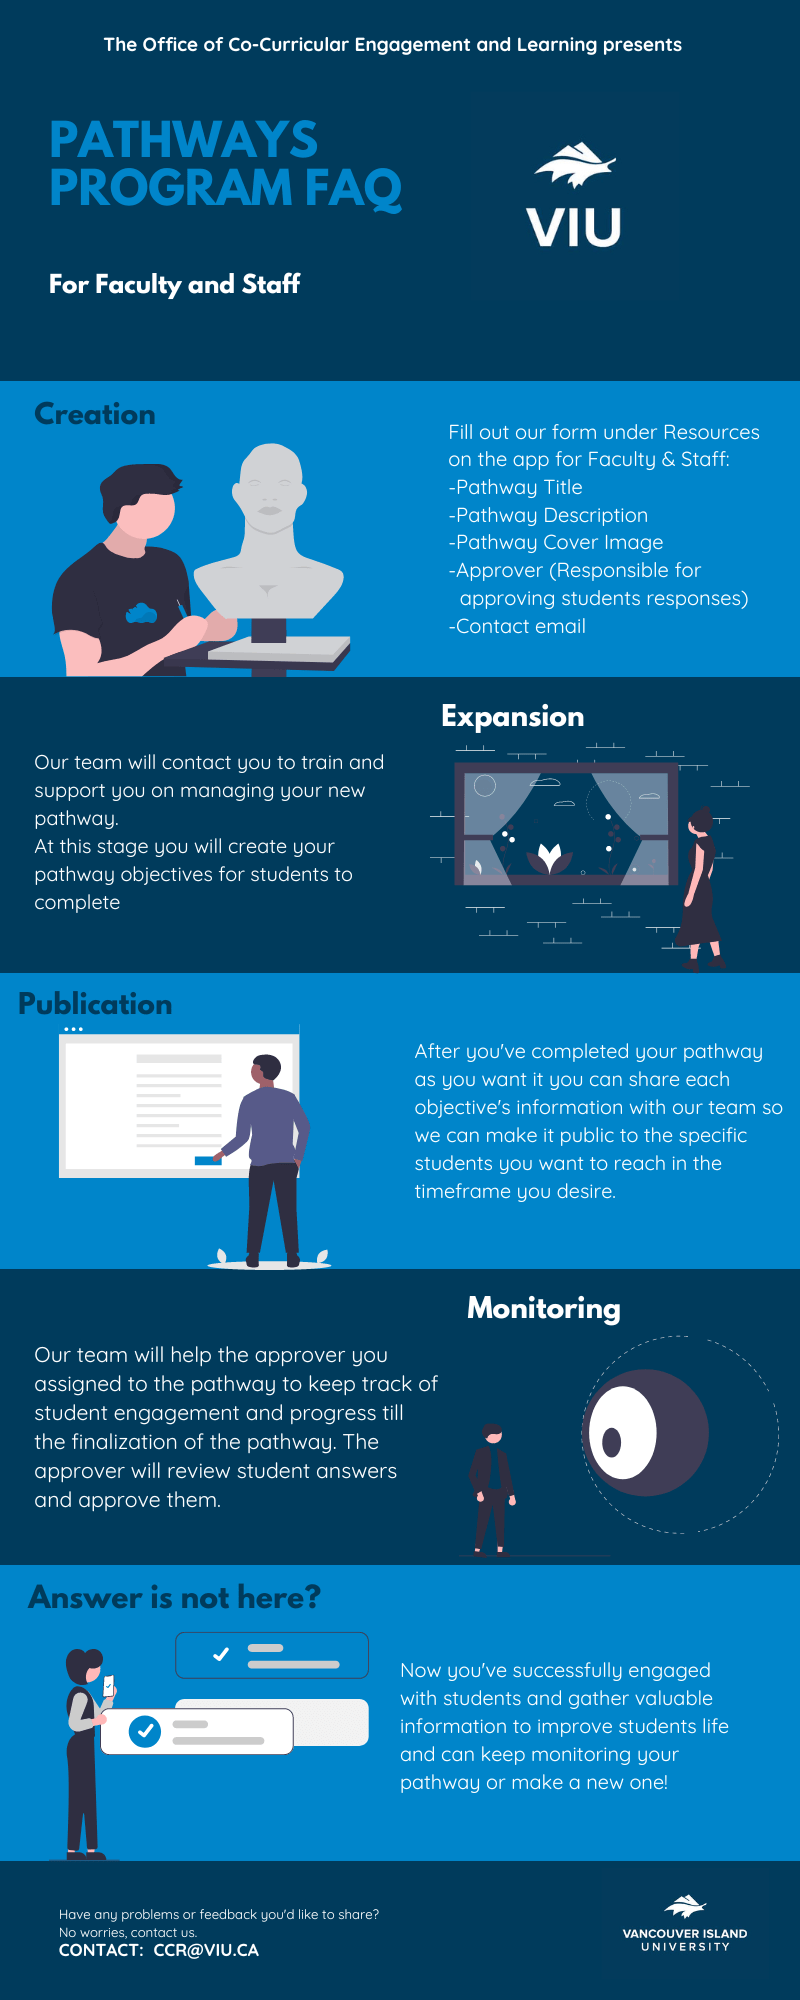 The Office of Co-Curricular Engagement and Learning presents
PATHWAYS
PROGRAM FAQ
VIU
For Faculty and Staff
Creation
Fill out our form under Resources
on the app for Faculty & Staff:
-Pathway Title
-Pathway Description
-Pathway Cover Image
-Approver (Responsible for
approving students responses)
-Contact email
Expansion
Our team will contact you to train and
support you on managing your new
pathway.
At this stage you will create your
pathway objectives for students to
complete
Publication
After you've completed your pathway
as you want it you can share each
objective's information with our team so
we can make it public to the specific
students you want to reach in the
timeframe you desire.
Monitoring
Our team will help the approver you
assigned to the pathway to keep track of
student engagement and progress till
the finalization of the pathway. The
approver will review student answers
and approve them.
Answer is not here?
Now you've successfully engaged
with students and gather valuable
information to improve students life
and can keep monitoring your
pathway or make a new one!
Have any problems or feedback you'd like to share?
No worries, contact us.
CONTACT: CCR@VIU.CA
VANCOUVER ISLAND
UNIVERSITY